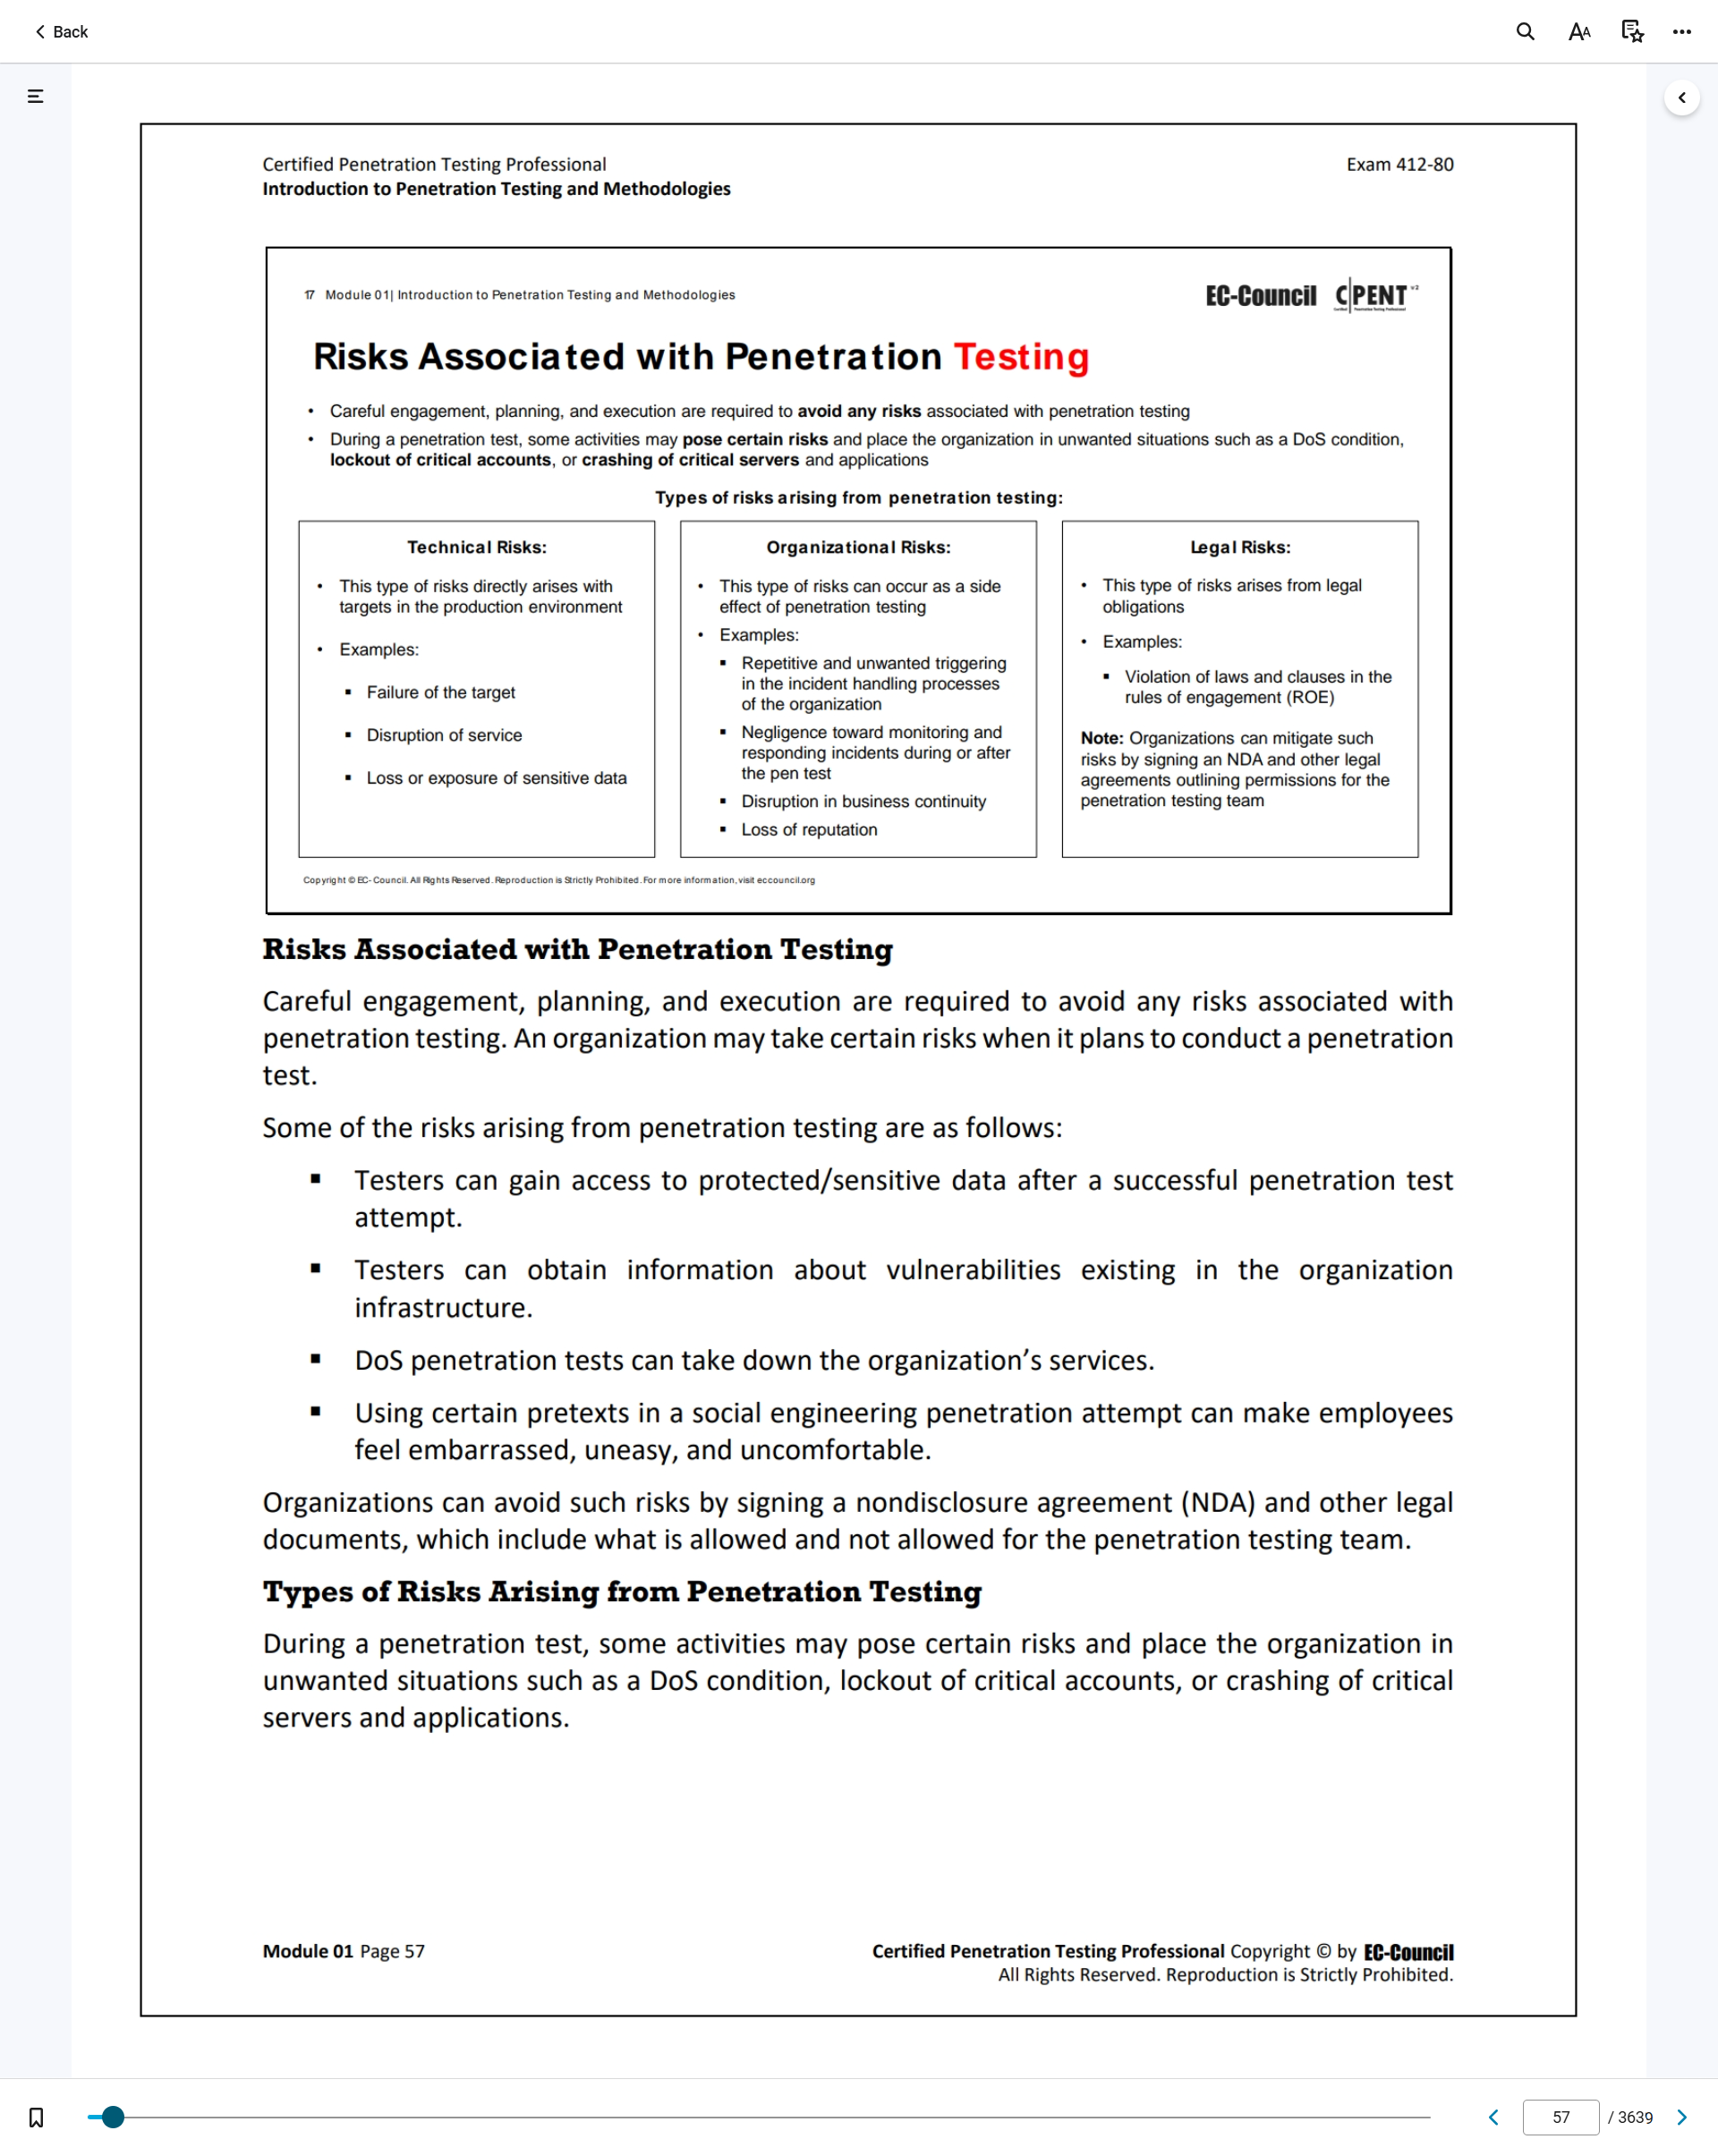 Back
Certified Penetration Testing Professional
Exam 412-80
Introduction to Penetration Testing and Methodologies
17 Module 01| Introduction to Penetration Testing and Methodologies
EC-Council C|PENT v2
Risks Associated with Penetration Testing
• Careful engagement, planning, and execution are required to avoid any risks associated with penetration testing
• During a penetration test, some activities may pose certain risks and place the organization in unwanted situations such as a DoS condition,
lockout of critical accounts, or crashing of critical servers and applications
Types of risks arising from penetration testing:
Technical Risks:
• This type of risks directly arises with
targets in the production environment
• Examples:
▪ Failure of the target
▪ Disruption of service
▪ Loss or exposure of sensitive data
Organizational Risks:
• This type of risks can occur as a side
effect of penetration testing
• Examples:
▪ Repetitive and unwanted triggering
in the incident handling processes
of the organization
▪ Negligence toward monitoring and
responding incidents during or after
the pen test
▪ Disruption in business continuity
▪ Loss of reputation
Legal Risks:
• This type of risks arises from legal
obligations
• Examples:
▪ Violation of laws and clauses in the
rules of engagement (ROE)
Note: Organizations can mitigate such
risks by signing an NDA and other legal
agreements outlining permissions for the
penetration testing team
Copyright © EC- Council. All Rights Reserved. Reproduction is Strictly Prohibited. For more information, visit eccouncil.org
Risks Associated with Penetration Testing
Careful engagement, planning, and execution are required to avoid any risks associated with
penetration testing. An organization may take certain risks when it plans to conduct a penetration
test.
Some of the risks arising from penetration testing are as follows:
▪ Testers can gain access to protected/sensitive data after a successful penetration test
attempt.
▪ Testers can obtain information about vulnerabilities existing in the organization
infrastructure.
▪ DoS penetration tests can take down the organization’s services.
▪ Using certain pretexts in a social engineering penetration attempt can make employees
feel embarrassed, uneasy, and uncomfortable.
Organizations can avoid such risks by signing a nondisclosure agreement (NDA) and other legal
documents, which include what is allowed and not allowed for the penetration testing team.
Types of Risks Arising from Penetration Testing
During a penetration test, some activities may pose certain risks and place the organization in
unwanted situations such as a DoS condition, lockout of critical accounts, or crashing of critical
servers and applications.
Module 01 Page 57
Certified Penetration Testing Professional Copyright © by EC-Council
All Rights Reserved. Reproduction is Strictly Prohibited.
57 / 3639